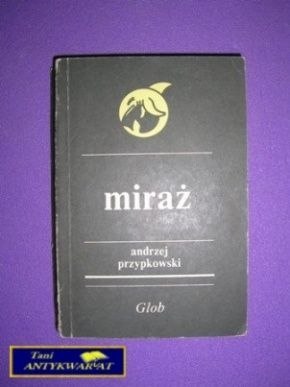 miraż
andrzej
przypkowski
Glob
Tani
ANTYKWARIAT